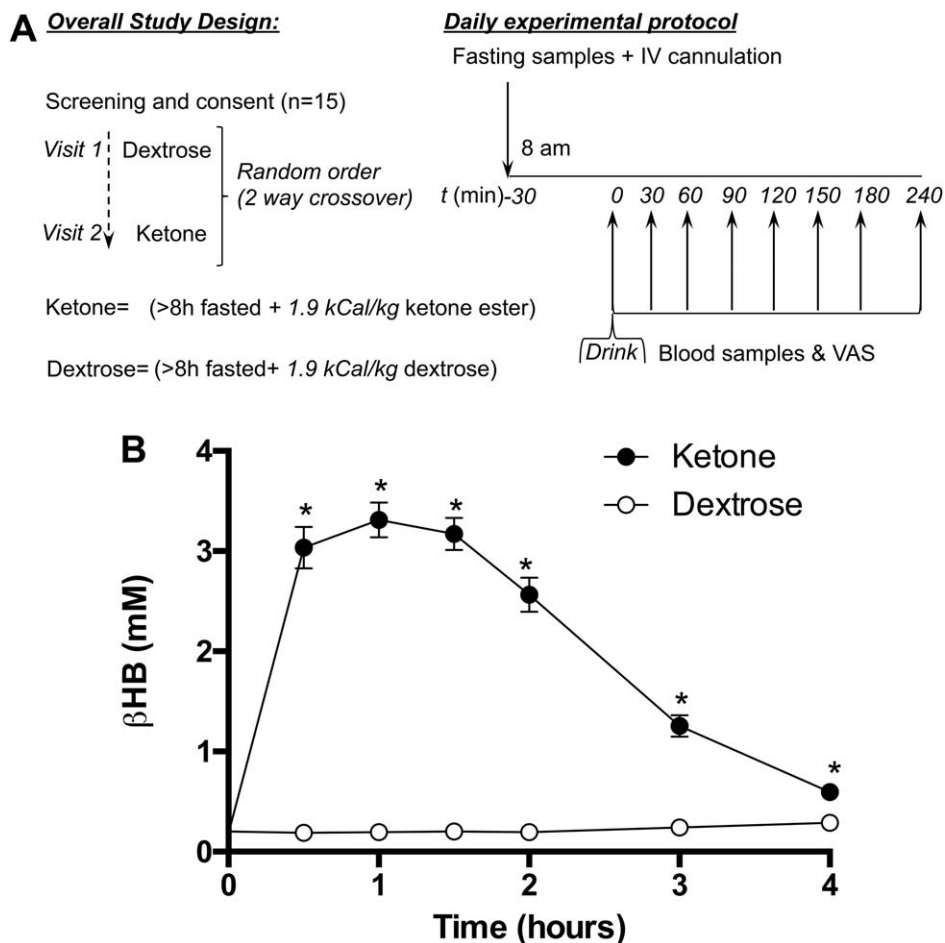 A
Overall Study Design:
Screening and consent (n=15)
Visit 1 Dextrose
Random order
(2 way crossover)
Visit 2 Ketone
Ketone= (>8h fasted + 1.9 kCal/kg ketone ester)
Dextrose= (>8h fasted+ 1.9 kCal/kg dextrose)
Daily experimental protocol
Fasting samples + IV cannulation
8 am
t (min)-30 0 30 60 90 120 150 180 240
Drink Blood samples & VAS
B
Ketone
Dextrose
* * * * * *
βHB (mM)
4
3
2
1
0
0 1 2 3 4
Time (hours)